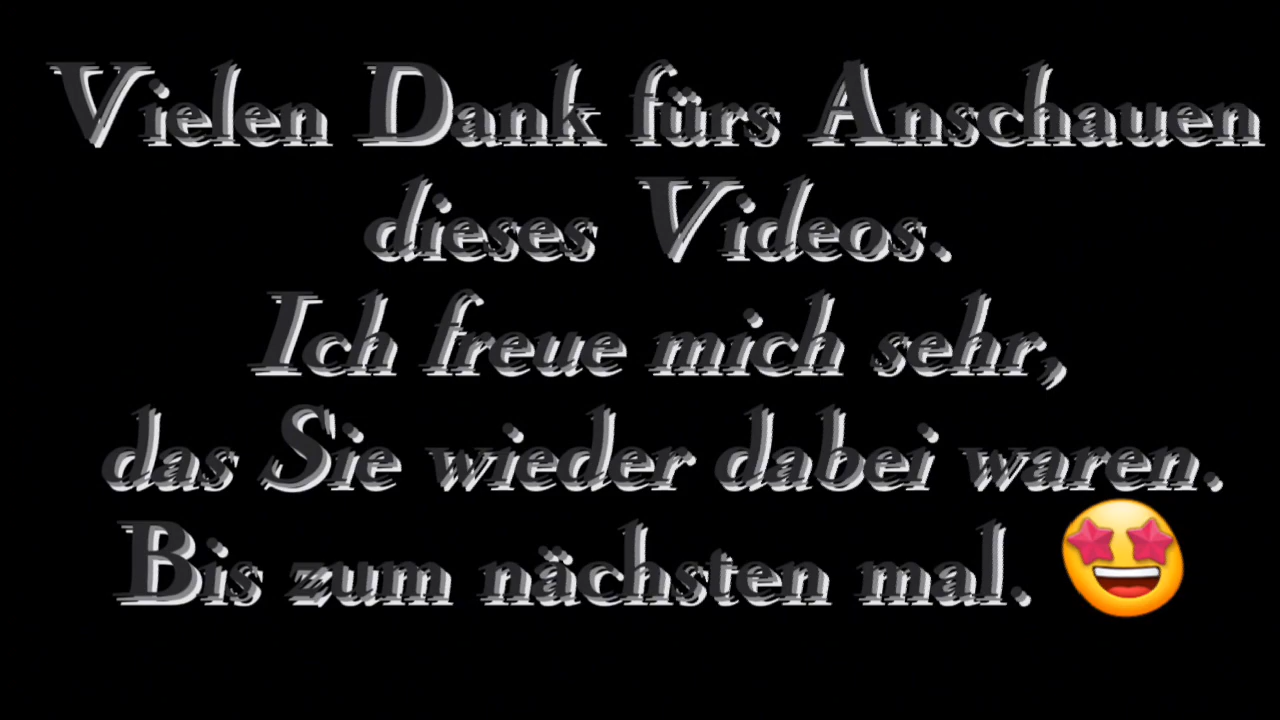 Vielen Dank fürs Anschauen
dieses Videos.
Ich freue mich sehr,
das Sie wieder dabei waren.
Bis zum nächsten mal. 🤩